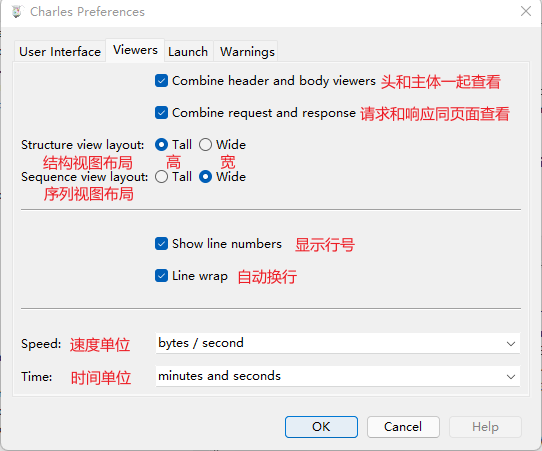 Charles Preferences
User Interface Viewers Launch Warnings
Combine header and body viewers 头和主体一起查看
Combine request and response 请求和响应同页面查看
Structure view layout: Tall Wide
结构视图布局 高 宽
Sequence view layout: Tall Wide
序列视图布局
Show line numbers 显示行号
Line wrap 自动换行
Speed: 速度单位 bytes / second
Time: 时间单位 minutes and seconds
OK Cancel Help